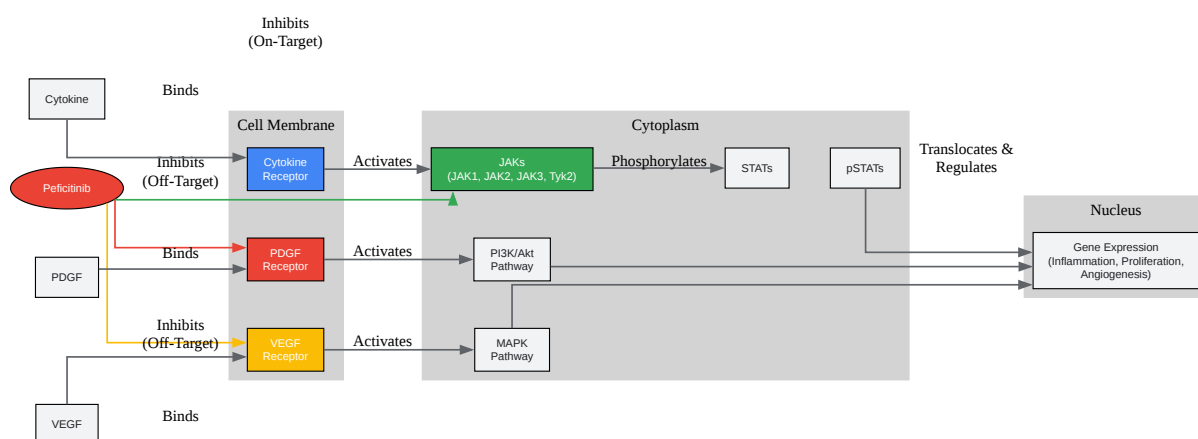 Inhibits
(On-Target)
Cytokine
Binds
Cell Membrane
Cytoplasm
Inhibits
(Off-Target)
Cytokine
Receptor
Activates
JAKs
(JAK1, JAK2, JAK3, Tyk2)
Phosphorylates
STATs
pSTATs
Translocates &
Regulates
Peficitinib
Nucleus
PDGF
Binds
PDGF
Receptor
Activates
PI3K/Akt
Pathway
Gene Expression
(Inflammation, Proliferation,
Angiogenesis)
Inhibits
(Off-Target)
VEGF
Receptor
Activates
MAPK
Pathway
VEGF
Binds